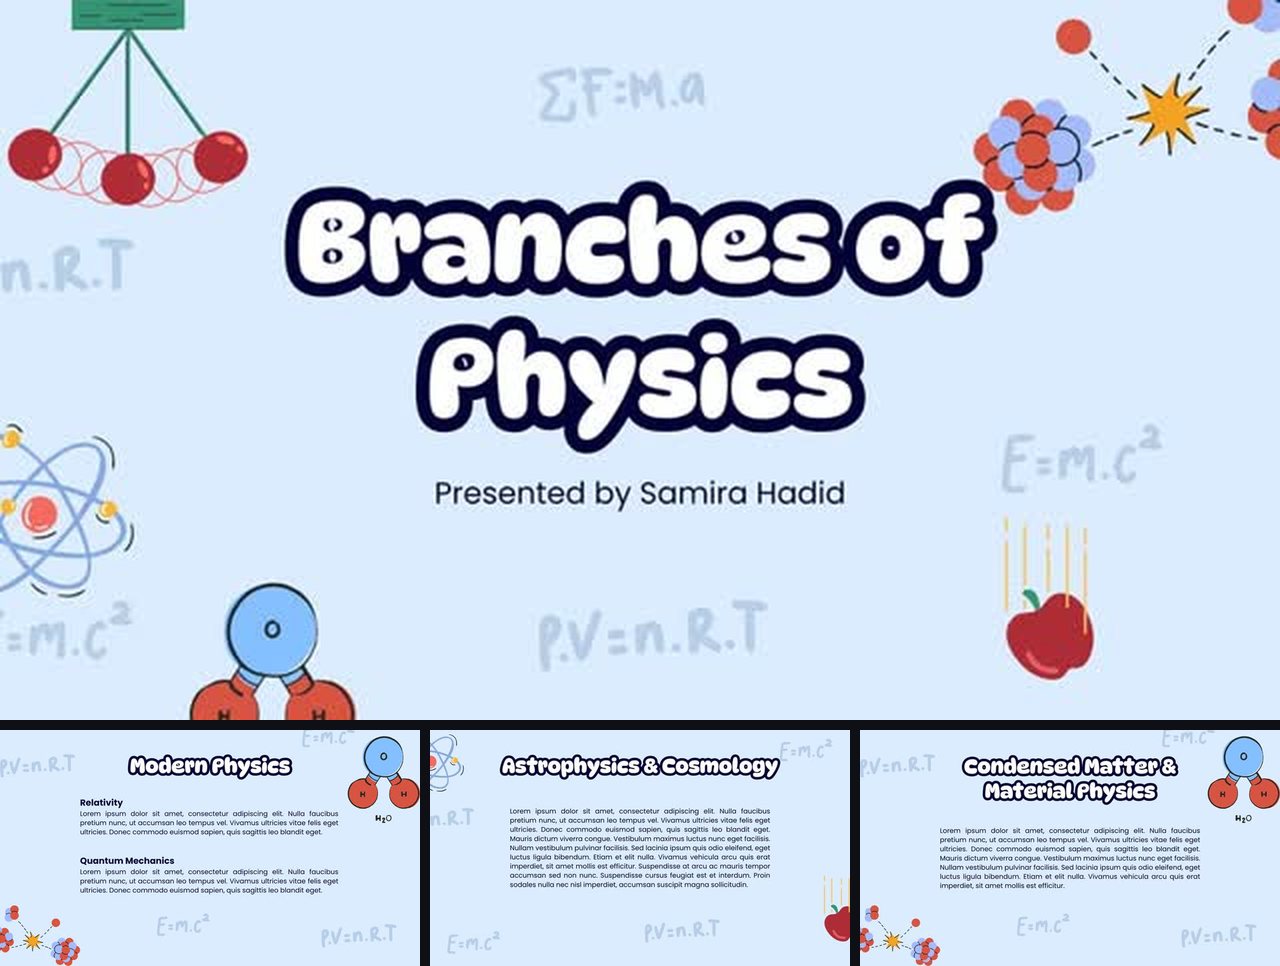 ΣF=M.a
Branches of
n.R.T
Physics
E=m.c²
Presented by Samira Hadid
=m.c²
O
P.V=n.R.T
H H
E=m.c²
P.V=n.R.T
Modern Physics
O
H H
H₂O
Relativity
Lorem ipsum dolor sit amet, consectetur adipiscing elit. Nulla faucibus
pretium nunc, ut accumsan leo tempus vel. Vivamus ultricies vitae felis eget
ultricies. Donec commodo euismod sapien, quis sagittis leo blandit eget.
Quantum Mechanics
Lorem ipsum dolor sit amet, consectetur adipiscing elit. Nulla faucibus
pretium nunc, ut accumsan leo tempus vel. Vivamus ultricies vitae felis eget
ultricies. Donec commodo euismod sapien, quis sagittis leo blandit eget.
E=m.c²
P.V=n.R.T
Astrophysics & Cosmology
E=m.c²
n.R.T
Lorem ipsum dolor sit amet, consectetur adipiscing elit. Nulla faucibus
pretium nunc, ut accumsan leo tempus vel. Vivamus ultricies vitae felis eget
ultricies. Donec commodo euismod sapien, quis sagittis leo blandit eget.
Mauris dictum viverra congue. Vestibulum maximus luctus nunc eget facilisis.
Nullam vestibulum pulvinar facilisis. Sed lacinia ipsum quis odio eleifend, eget
luctus ligula bibendum. Etiam et elit nulla. Vivamus vehicula arcu quis erat
imperdiet, sit amet mollis est efficitur. Suspendisse at arcu ac mauris tempor
accumsan sed non nunc. Suspendisse cursus feugiat est et interdum. Proin
sodales nulla nec nisl imperdiet, accumsan suscipit magna sollicitudin.
P.V=n.R.T
E=m.c²
E=m.c²
P.V=n.R.T
Condensed Matter &
Material Physics
O
H H
H₂O
Lorem ipsum dolor sit amet, consectetur adipiscing elit. Nulla faucibus
pretium nunc, ut accumsan leo tempus vel. Vivamus ultricies vitae felis eget
ultricies. Donec commodo euismod sapien, quis sagittis leo blandit eget.
Mauris dictum viverra congue. Vestibulum maximus luctus nunc eget facilisis.
Nullam vestibulum pulvinar facilisis. Sed lacinia ipsum quis odio eleifend, eget
luctus ligula bibendum. Etiam et elit nulla. Vivamus vehicula arcu quis erat
imperdiet, sit amet mollis est efficitur.
E=m.c²
P.V=n.R.T